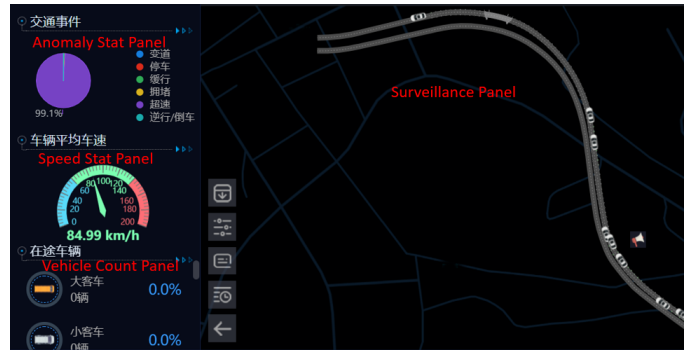 交通事件
Anomaly Stat Panel
变道
停车
缓行
拥堵
超速
逆行/倒车
99.1%
Surveillance Panel
车辆平均车速
Speed Stat Panel
0
20
40
60
80
100
120
140
160
180
200
84.99 km/h
在途车辆
Vehicle Count Panel
大客车
0辆
0.0%
小客车
0辆
0.0%